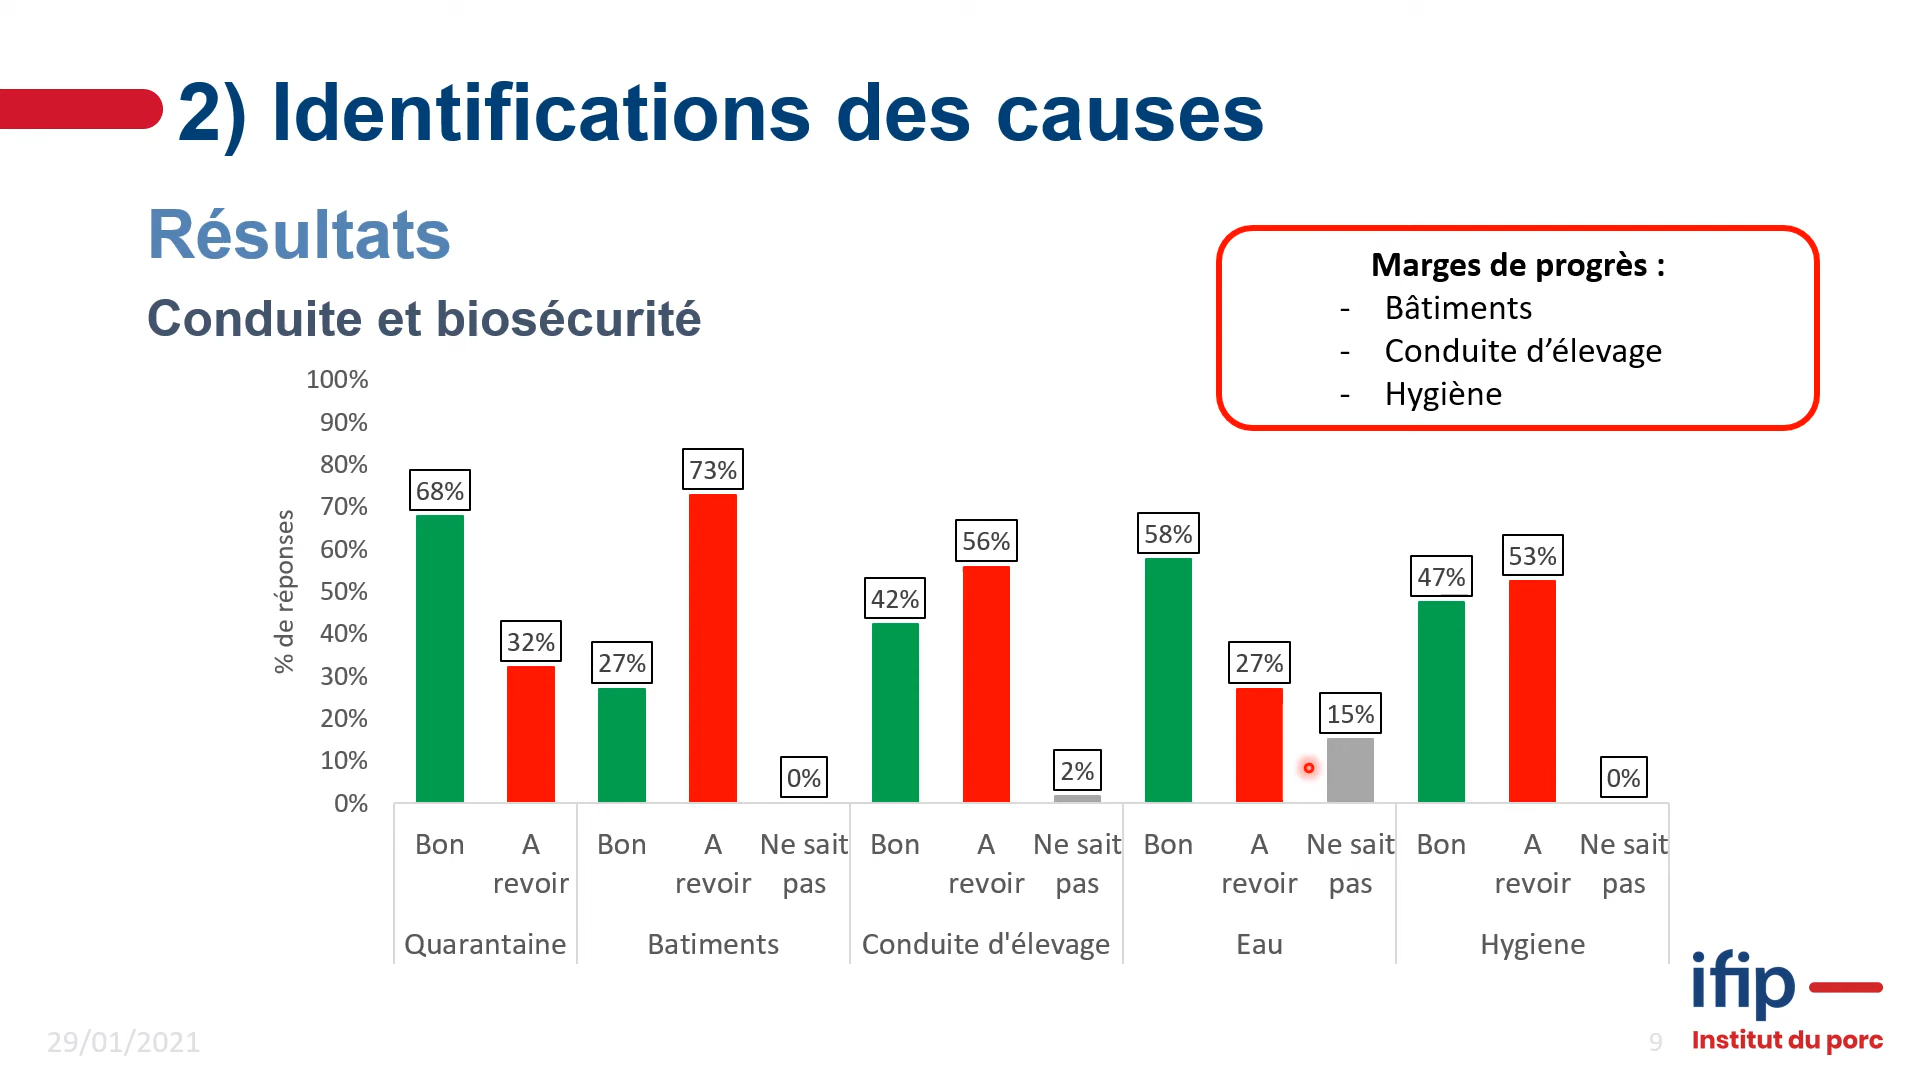 2) Identifications des causes
Résultats
Conduite et biosécurité
Marges de progrès :
- Bâtiments
- Conduite d’élevage
- Hygiène
% de réponses
100%
90%
80%
70%
60%
50%
40%
30%
20%
10%
0%
68%
32%
27%
73%
0%
42%
56%
2%
58%
27%
15%
47%
53%
0%
Bon
A revoir
Bon
A revoir
Ne sait pas
Bon
A revoir
Ne sait pas
Bon
A revoir
Ne sait pas
Bon
A revoir
Ne sait pas
Quarantaine
Batiments
Conduite d'élevage
Eau
Hygiene
29/01/2021
9
ifip
Institut du porc